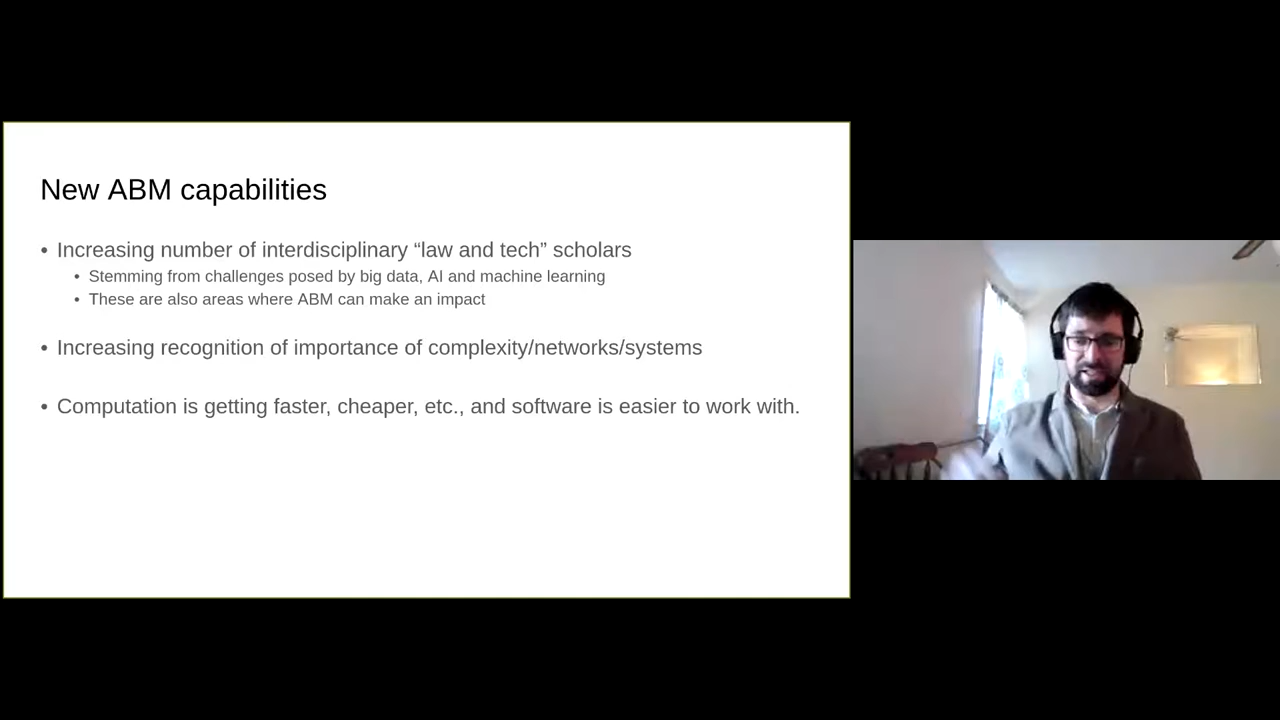 New ABM capabilities
• Increasing number of interdisciplinary “law and tech” scholars
• Stemming from challenges posed by big data, AI and machine learning
• These are also areas where ABM can make an impact
• Increasing recognition of importance of complexity/networks/systems
• Computation is getting faster, cheaper, etc., and software is easier to work with.